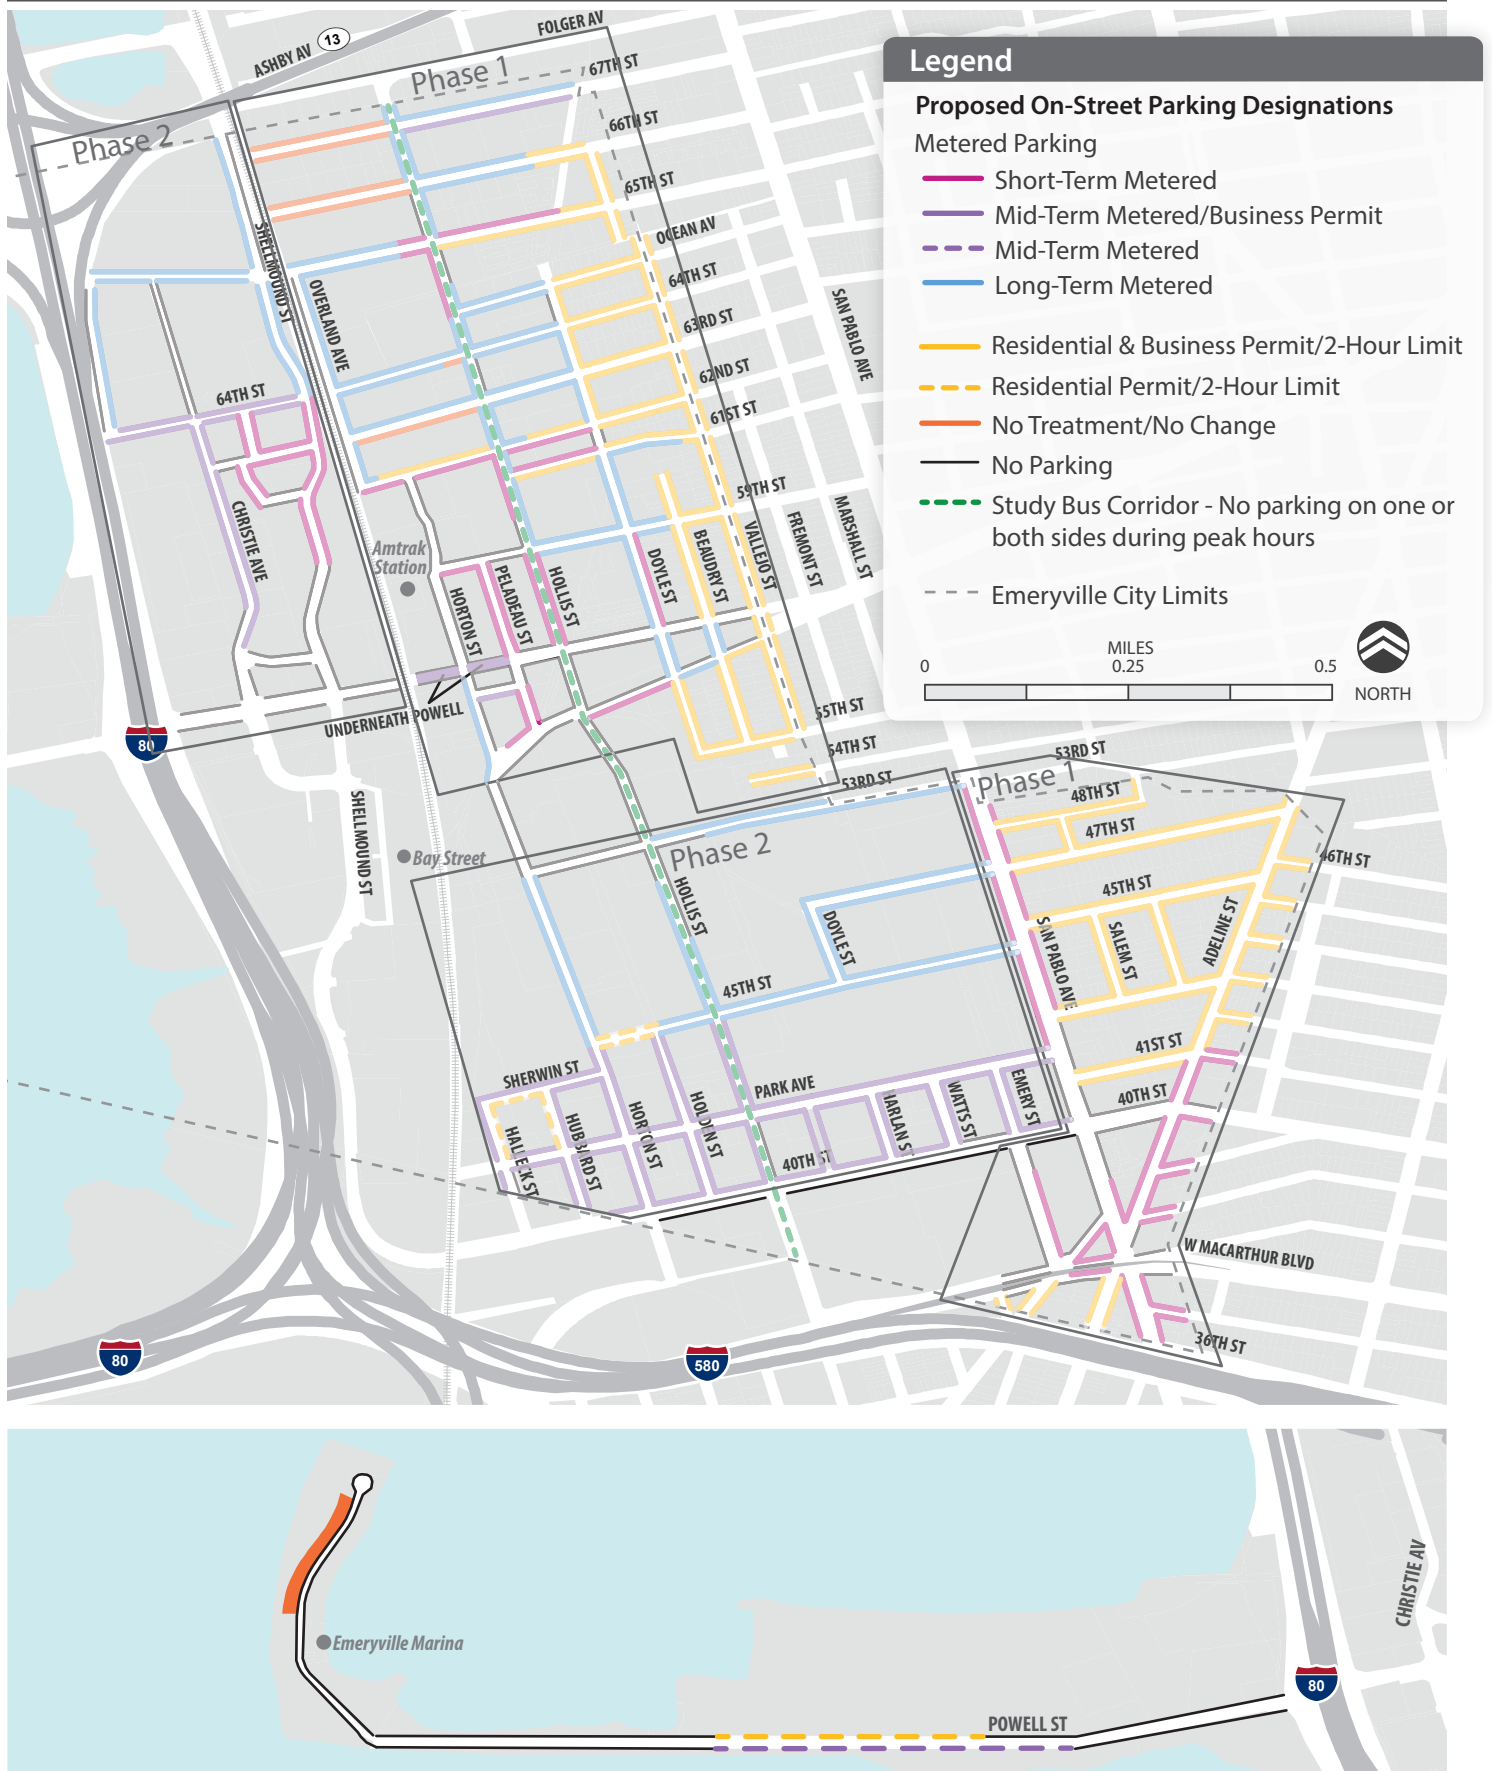 FOLGER AV
ASHBY AV
13
Phase 1
67TH ST
Phase 2
66TH ST
65TH ST
OCEAN AV
SHELLMOUND ST
64TH ST
OVERLAND AVE
63RD ST
SAN PABLO AVE
62ND ST
64TH ST
61ST ST
59TH ST
CHRISTIE AVE
VALLEJO ST
FREMONT ST
MARSHALL ST
BEAUDRY ST
DOYLE ST
Amtrak
Station
HOLLIS ST
PELADEAU ST
HORTON ST
UNDERNEATH POWELL
55TH ST
54TH ST
53RD ST
80
SHELLMOUND ST
Bay Street
Legend
Proposed On-Street Parking Designations
Metered Parking
Short-Term Metered
Mid-Term Metered/Business Permit
Mid-Term Metered
Long-Term Metered
Residential & Business Permit/2-Hour Limit
Residential Permit/2-Hour Limit
No Treatment/No Change
No Parking
Study Bus Corridor - No parking on one or
both sides during peak hours
Emeryville City Limits
MILES
0
0.25
0.5
NORTH
53RD ST
Phase 1
48TH ST
47TH ST
46TH ST
Phase 2
HOLLIS ST
DOYLE ST
45TH ST
45TH ST
SALEM ST
ADELINE ST
SAN PABLO AVE
41ST ST
40TH ST
SHERWIN ST
PARK AVE
HALLECK ST
HUBBARD ST
HORTON ST
HOLDEN ST
HARLAN ST
WATTS ST
EMERY ST
40TH ST
W MACARTHUR BLVD
36TH ST
80
580
Emeryville Marina
POWELL ST
CHRISTIE AV
80